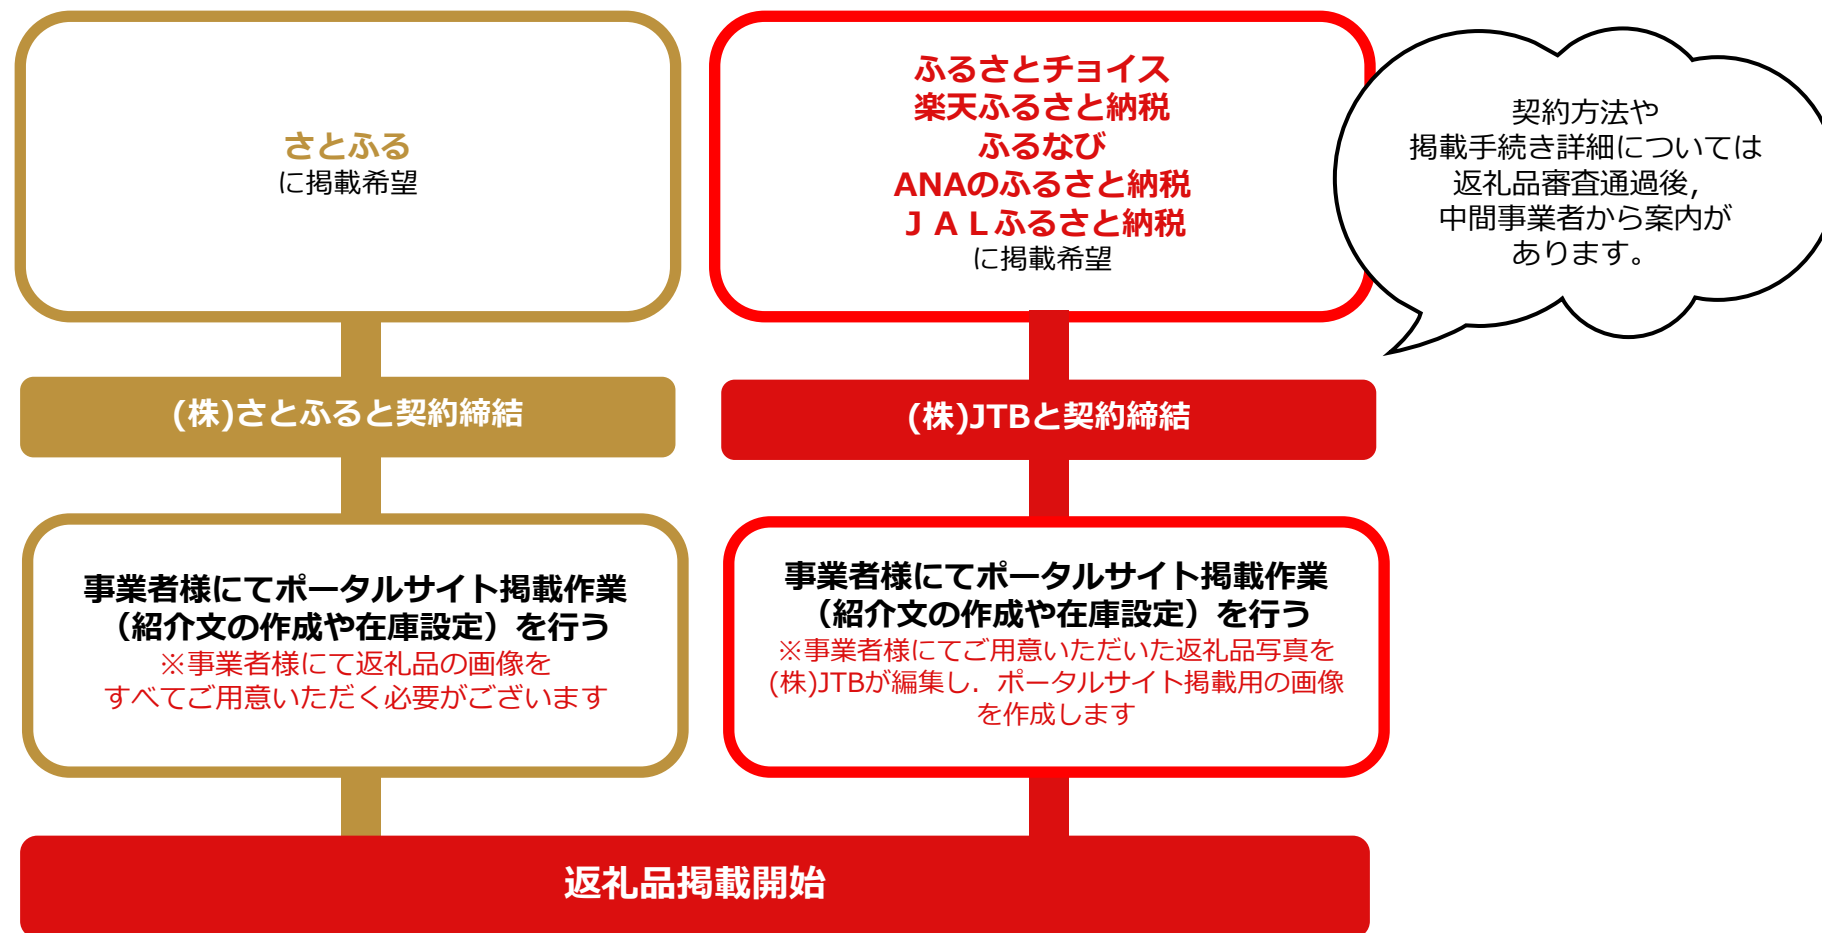 さとふる
に掲載希望
ふるさとチョイス
楽天ふるさと納税
ふるなび
ANAのふるさと納税
ＪＡＬふるさと納税
に掲載希望
契約方法や
掲載手続き詳細については
返礼品審査通過後,
中間事業者から案内が
あります。
(株)さとふると契約締結
(株)JTBと契約締結
事業者様にてポータルサイト掲載作業
（紹介文の作成や在庫設定）を行う
※事業者様にて返礼品の画像を
すべてご用意いただく必要がございます
事業者様にてポータルサイト掲載作業
（紹介文の作成や在庫設定）を行う
※事業者様にてご用意いただいた返礼品写真を
(株)JTBが編集し．ポータルサイト掲載用の画像
を作成します
返礼品掲載開始